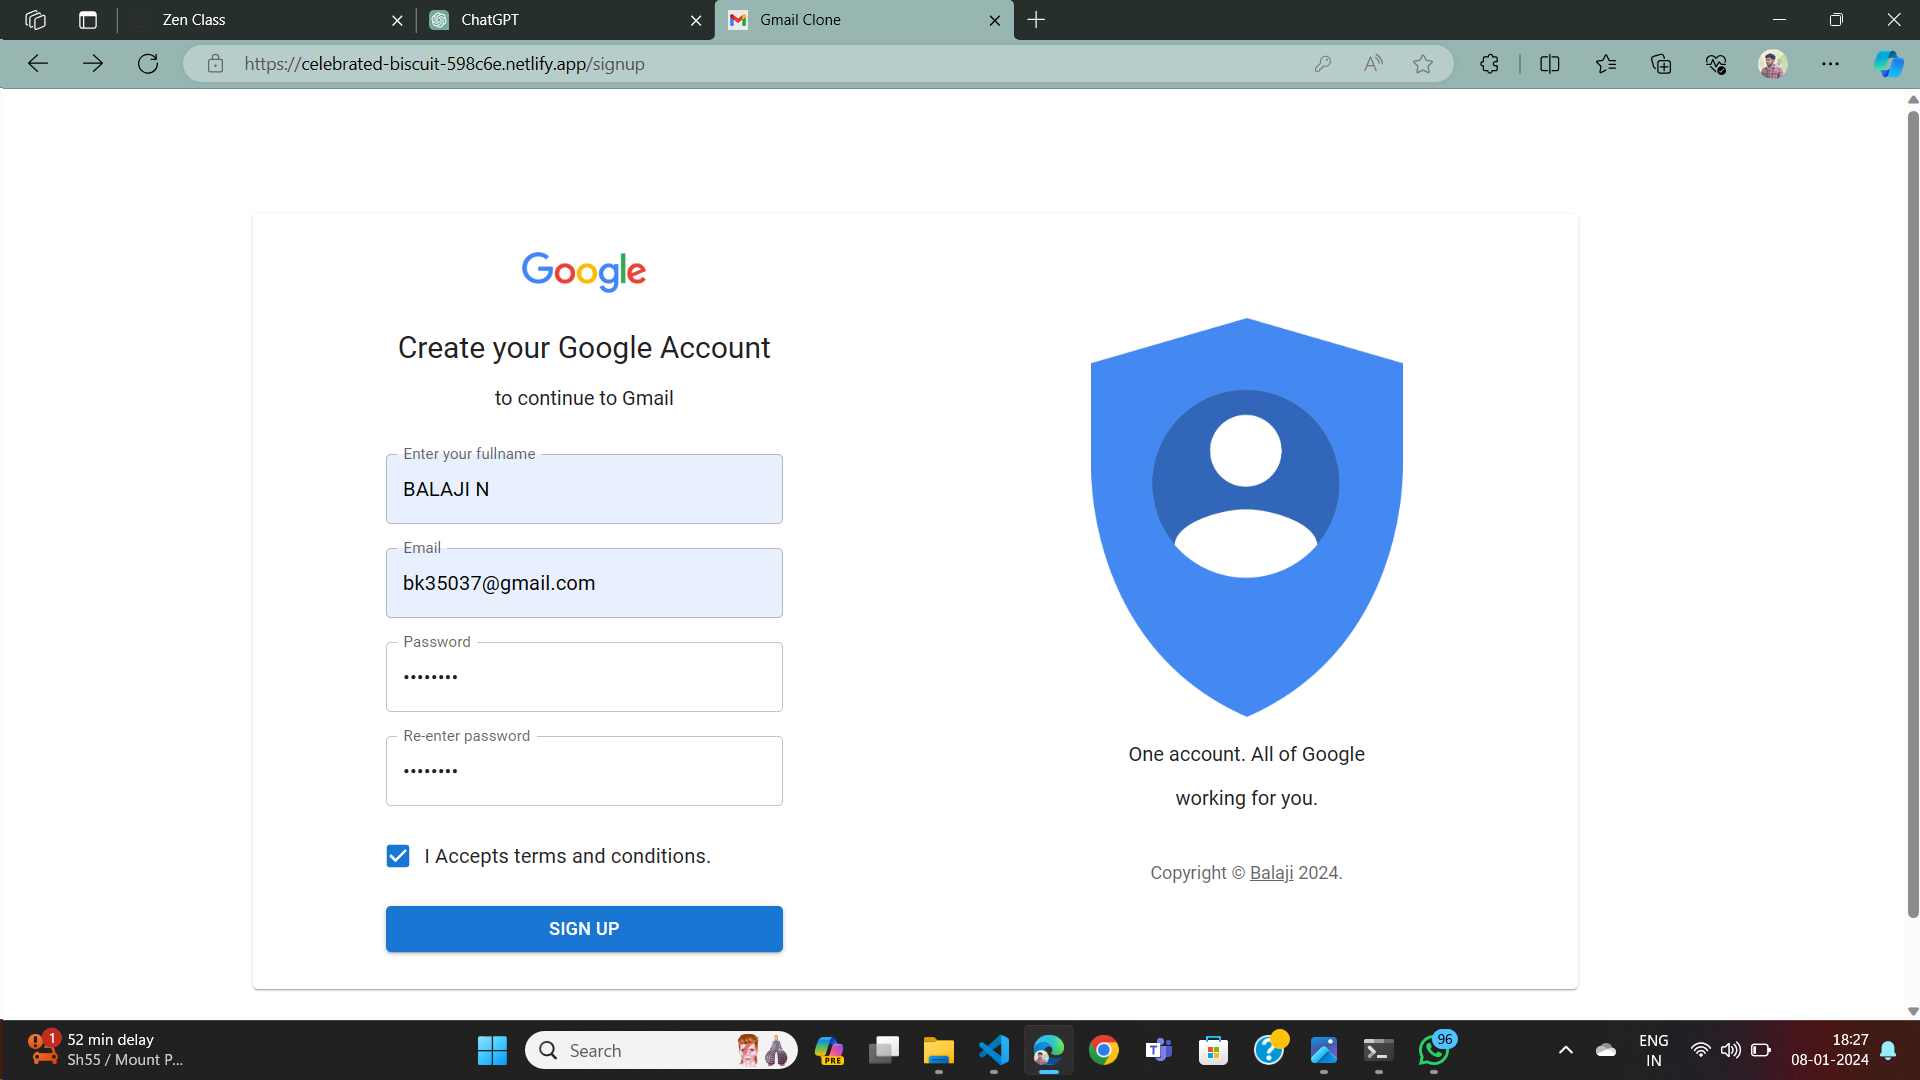 Zen Class
ChatGPT
Gmail Clone
https://celebrated-biscuit-598c6e.netlify.app/signup
Google
Create your Google Account
to continue to Gmail
Enter your fullname
BALAJI N
Email
bk35037@gmail.com
Password
••••••••
Re-enter password
••••••••
I Accepts terms and conditions.
SIGN UP
One account. All of Google
working for you.
Copyright © Balaji 2024.
1
52 min delay
Sh55 / Mount P...
Search
PRE
96
ENG
IN
18:27
08-01-2024